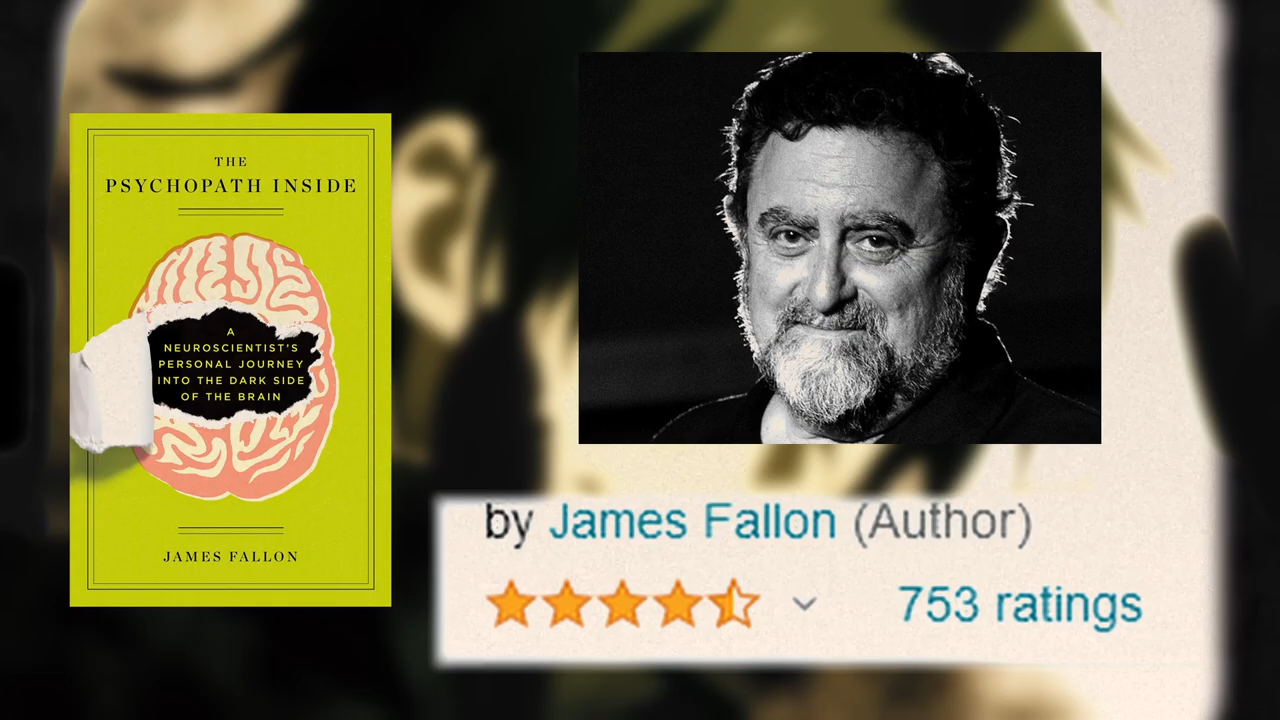 THE
PSYCHOPATH INSIDE
A
NEUROSCIENTIST'S
PERSONAL JOURNEY
INTO THE DARK SIDE
OF THE BRAIN
JAMES FALLON
by James Fallon (Author)
753 ratings